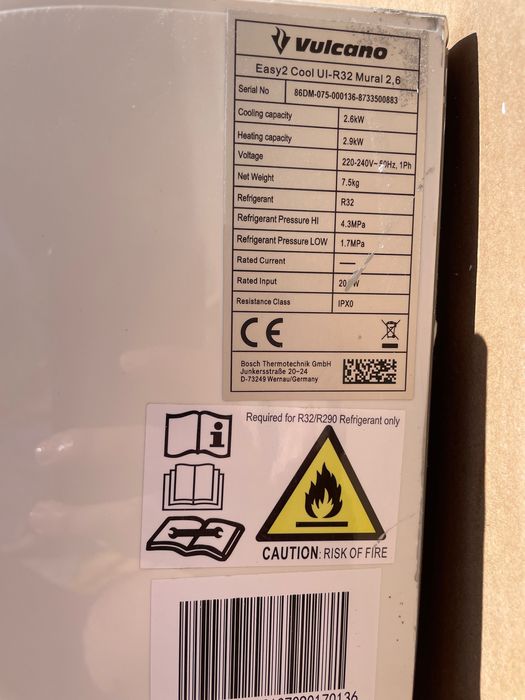 Vulcano
Easy2 Cool UI-R32 Mural 2,6
Serial No 86DM-075-000136-8733500883
Cooling capacity 2.6kW
Heating capacity 2.9kW
Voltage 220-240V~50Hz, 1Ph
Net Weight 7.5kg
Refrigerant R32
Refrigerant Pressure HI 4.3MPa
Refrigerant Pressure LOW 1.7MPa
Rated Current —
Rated Input
Resistance Class IPX0
CE
Bosch Thermotechnik GmbH
Junkersstraße 20-24
D-73249 Wernau/Germany
Required for R32/R290 Refrigerant only
i
CAUTION: RISK OF FIRE